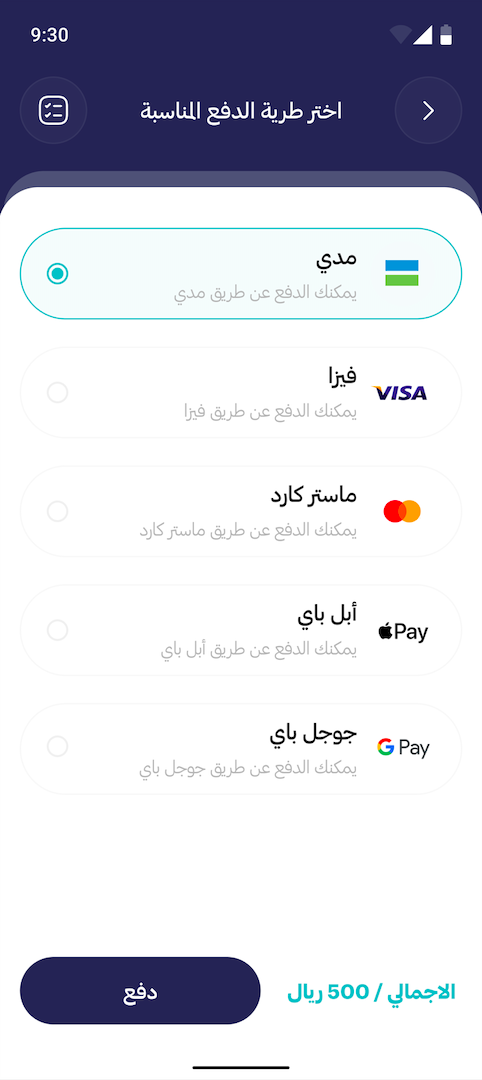 9:30
اختر طرية الدفع المناسبة
مدي
يمكنك الدفع عن طريق مدي
فيزا
يمكنك الدفع عن طريق فيزا
VISA
ماستر كارد
يمكنك الدفع عن طريق ماستر كارد
أبل باي
يمكنك الدفع عن طريق أبل باي
Pay
جوجل باي
يمكنك الدفع عن طريق جوجل باي
G Pay
الاجمالي / 500 ريال
دفع